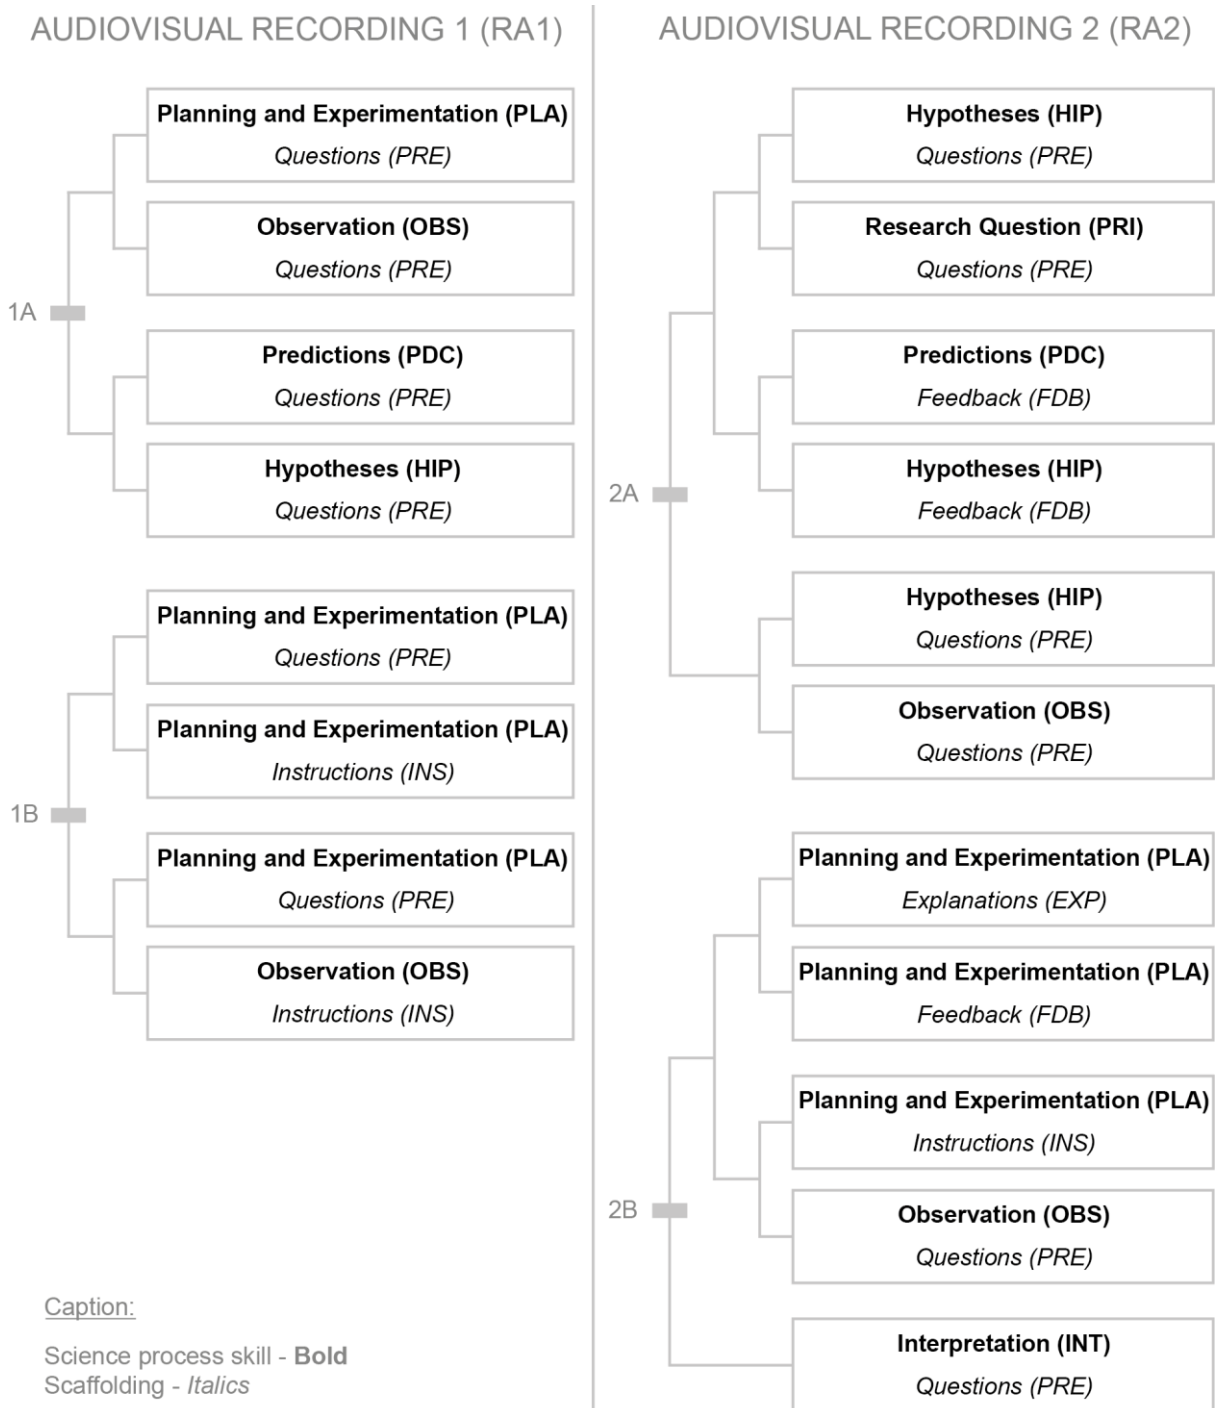 AUDIOVISUAL RECORDING 1 (RA1)
Planning and Experimentation (PLA)
Questions (PRE)
Observation (OBS)
Questions (PRE)
1A
Predictions (PDC)
Questions (PRE)
Hypotheses (HIP)
Questions (PRE)
Planning and Experimentation (PLA)
Questions (PRE)
Planning and Experimentation (PLA)
Instructions (INS)
1B
Planning and Experimentation (PLA)
Questions (PRE)
Observation (OBS)
Instructions (INS)
Caption:
Science process skill - Bold
Scaffolding - Italics
AUDIOVISUAL RECORDING 2 (RA2)
Hypotheses (HIP)
Questions (PRE)
Research Question (PRI)
Questions (PRE)
Predictions (PDC)
Feedback (FDB)
Hypotheses (HIP)
Feedback (FDB)
2A
Hypotheses (HIP)
Questions (PRE)
Observation (OBS)
Questions (PRE)
Planning and Experimentation (PLA)
Explanations (EXP)
Planning and Experimentation (PLA)
Feedback (FDB)
Planning and Experimentation (PLA)
Instructions (INS)
2B
Observation (OBS)
Questions (PRE)
Interpretation (INT)
Questions (PRE)